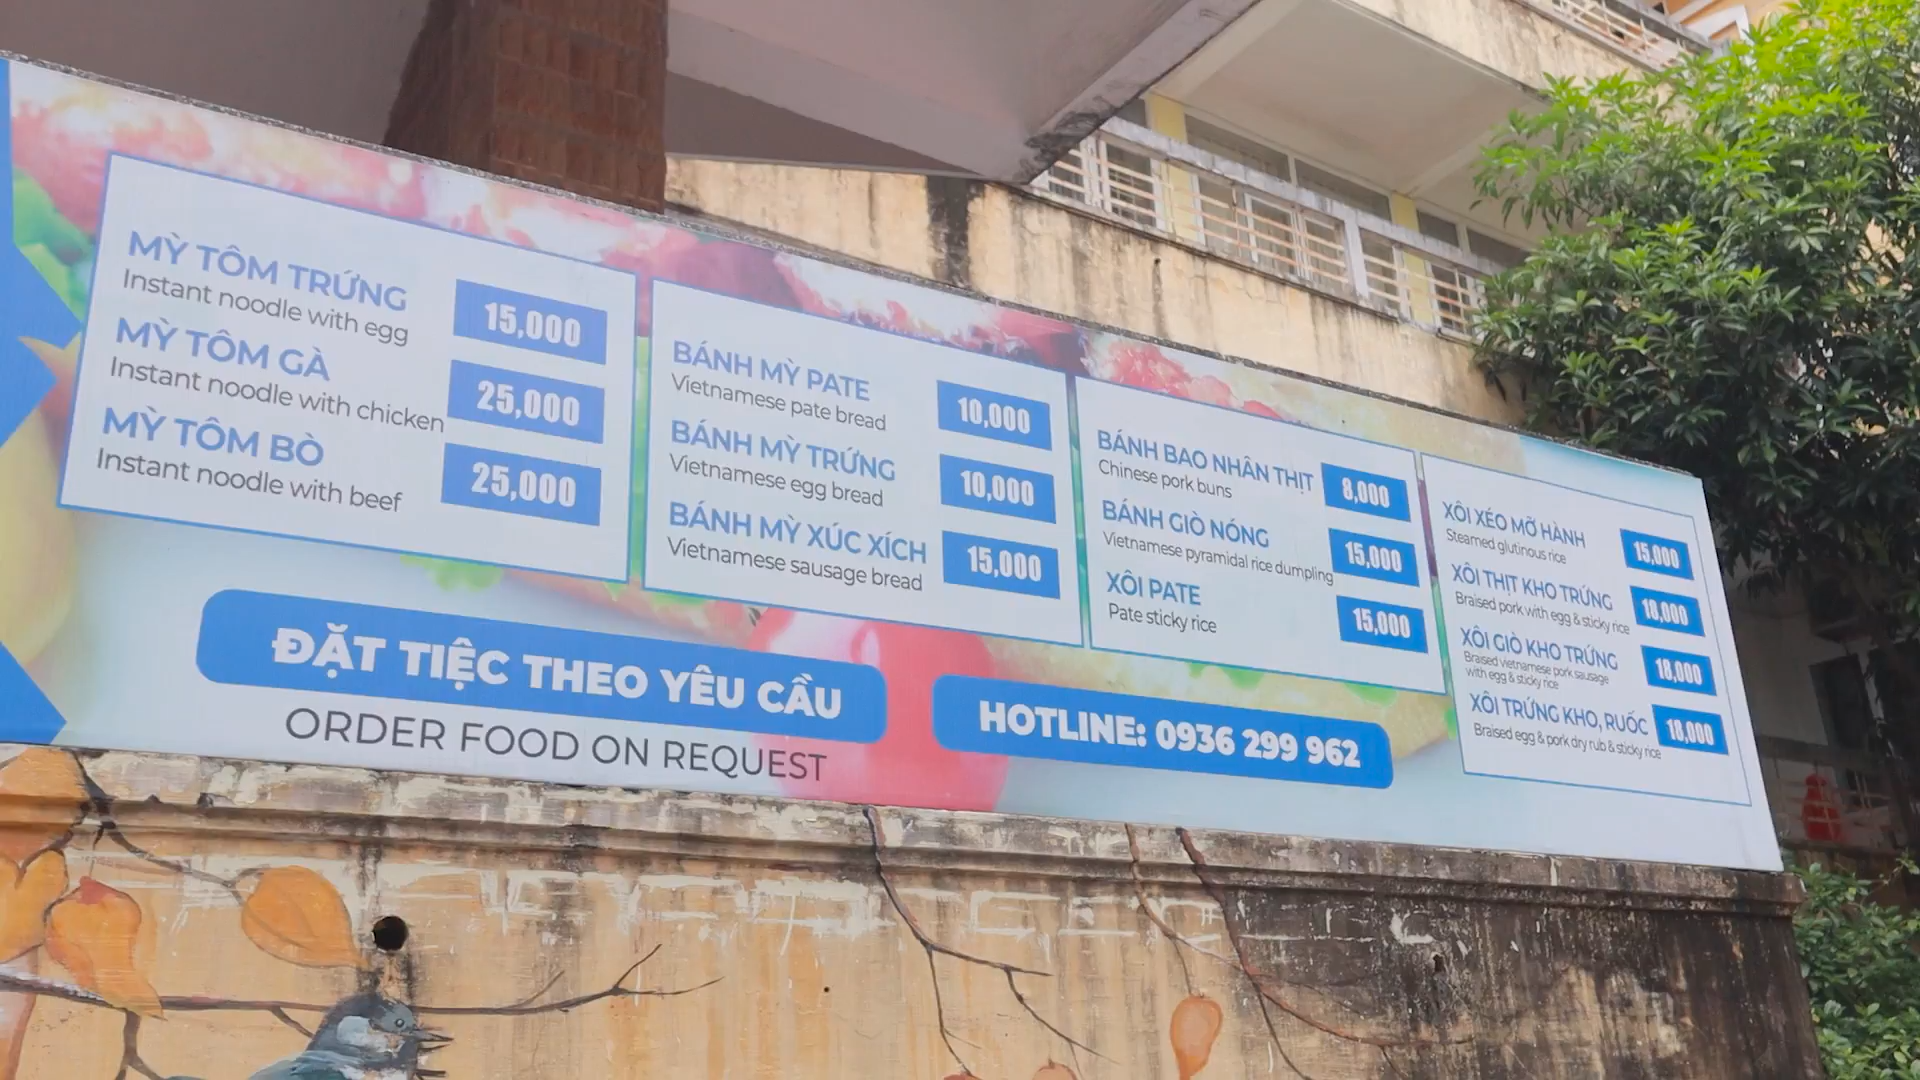 MỲ TÔM TRỨNG
Instant noodle with egg
15,000
MỲ TÔM GÀ
Instant noodle with chicken
25,000
MỲ TÔM BÒ
Instant noodle with beef
25,000
BÁNH MỲ PATE
Vietnamese pate bread
10,000
BÁNH MỲ TRỨNG
Vietnamese egg bread
10,000
BÁNH MỲ XÚC XÍCH
Vietnamese sausage bread
15,000
BÁNH BAO NHÂN THỊT
Chinese pork buns
8,000
BÁNH GIÒ NÓNG
Vietnamese pyramidal rice dumpling
15,000
XÔI PATE
Pate sticky rice
15,000
XÔI XÉO MỠ HÀNH
Steamed glutinous rice
15,000
XÔI THỊT KHO TRỨNG
Braised pork with egg & sticky rice
18,000
XÔI GIÒ KHO TRỨNG
Braised vietnamese pork sausage
with egg & sticky rice
18,000
XÔI TRỨNG KHO, RUỐC
Braised egg & pork dry rub & sticky rice
18,000
ĐẶT TIỆC THEO YÊU CẦU
ORDER FOOD ON REQUEST
HOTLINE: 0936 299 962